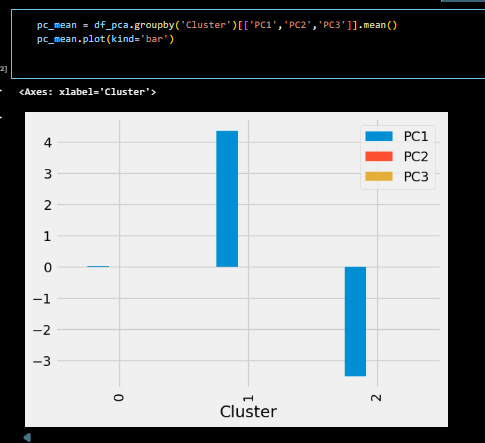 pc_mean = df_pca.groupby('Cluster')[['PC1','PC2','PC3']].mean()
pc_mean.plot(kind='bar')
2]
<Axes: xlabel='Cluster'>
PC1
PC2
PC3
4
3
2
1
0
−1
−2
−3
0
1
2
Cluster